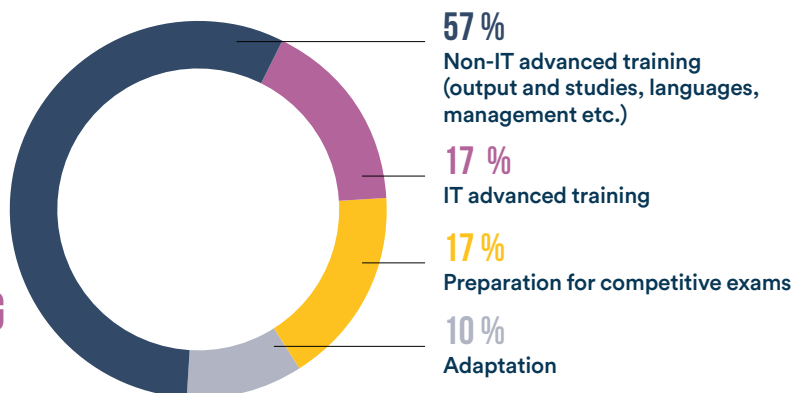 57 %
Non-IT advanced training
(output and studies, languages,
management etc.)
17 %
IT advanced training
17 %
Preparation for competitive exams
10 %
Adaptation